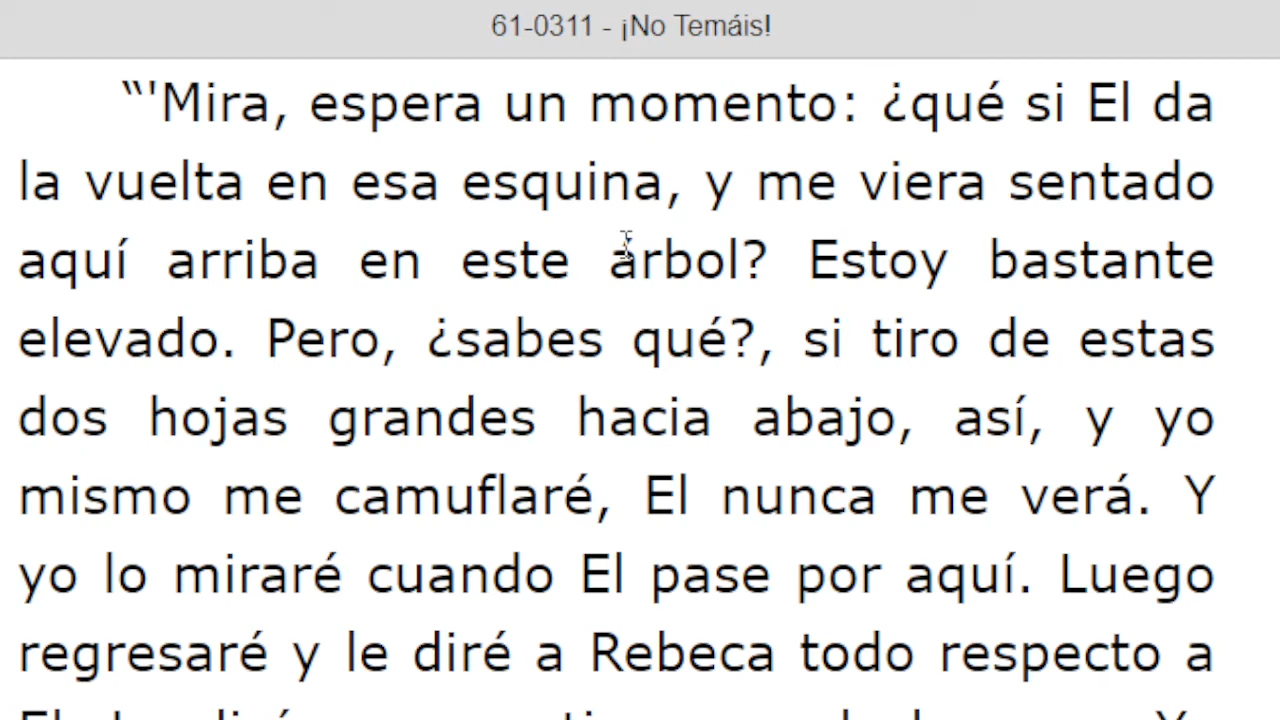 61-0311 - ¡No Temáis!
“'Mira, espera un momento: ¿qué si El da
la vuelta en esa esquina, y me viera sentado
aquí arriba en este árbol? Estoy bastante
elevado. Pero, ¿sabes qué?, si tiro de estas
dos hojas grandes hacia abajo, así, y yo
mismo me camuflaré, El nunca me verá. Y
yo lo miraré cuando El pase por aquí. Luego
regresaré y le diré a Rebeca todo respecto a